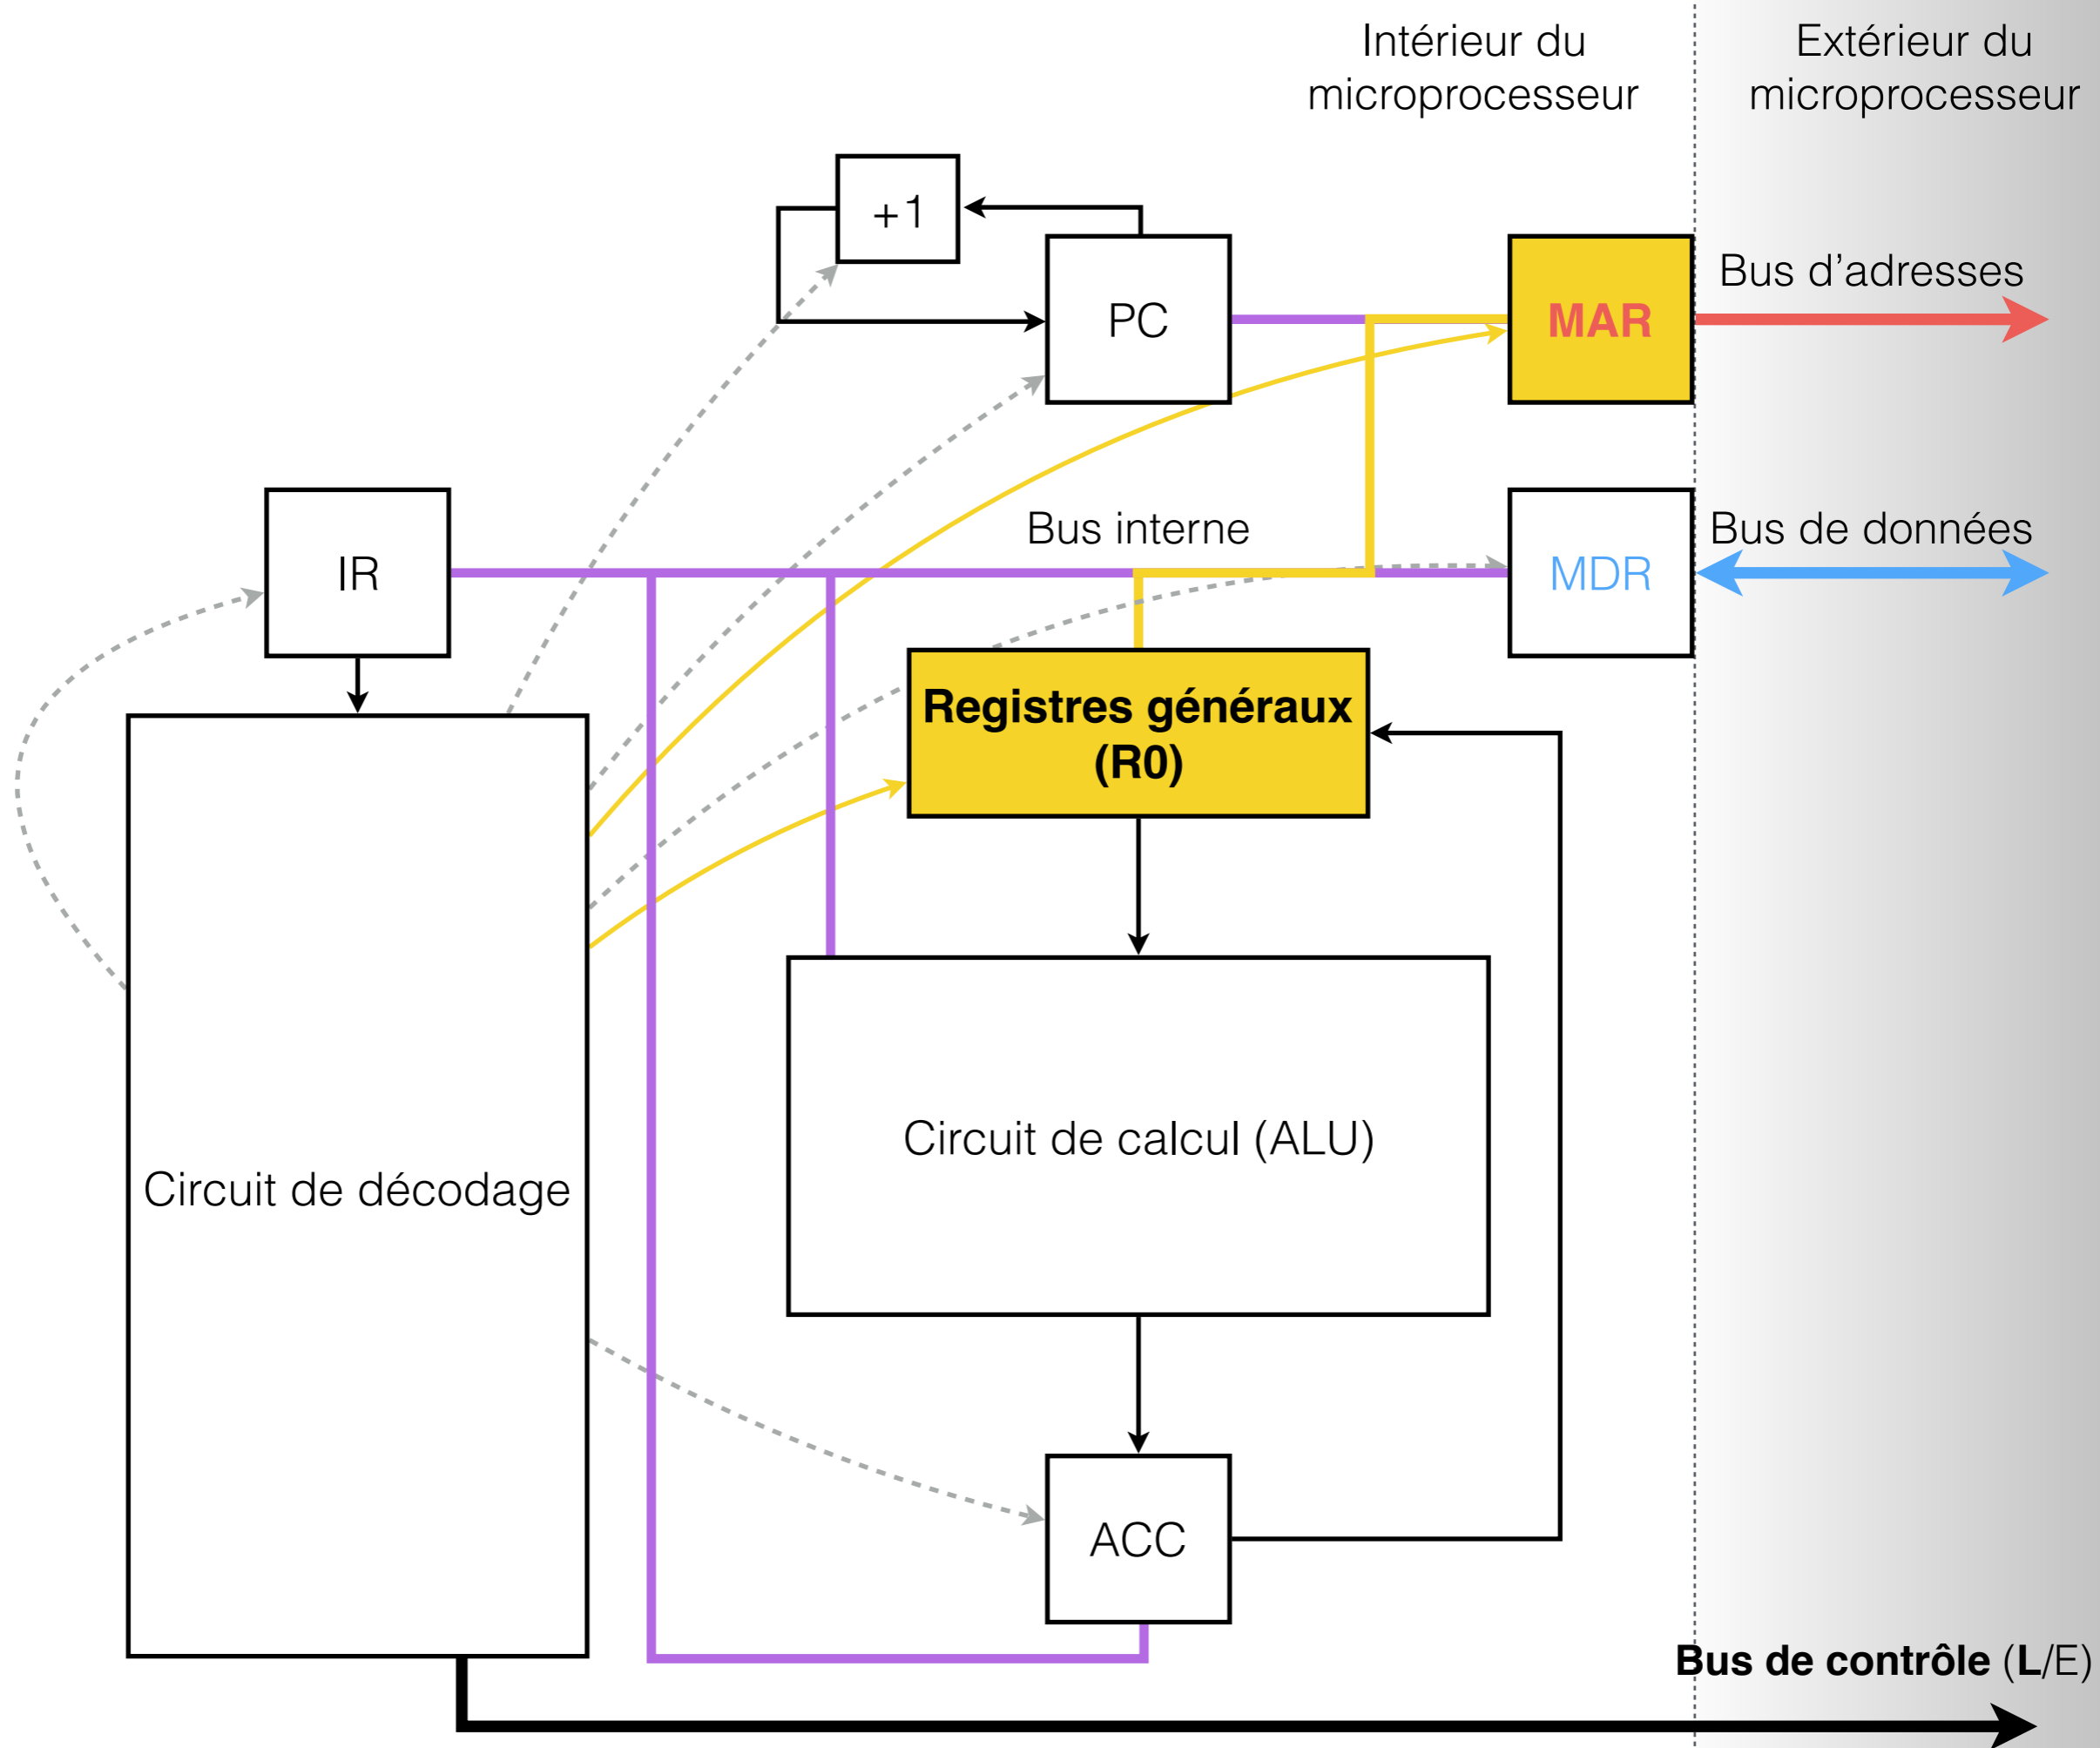 Intérieur du
microprocesseur
Extérieur du
microprocesseur
+1
PC
MAR
Bus d’adresses
IR
Bus interne
MDR
Bus de données
Registres généraux
(R0)
Circuit de calcul (ALU)
Circuit de décodage
ACC
Bus de contrôle (L/E)